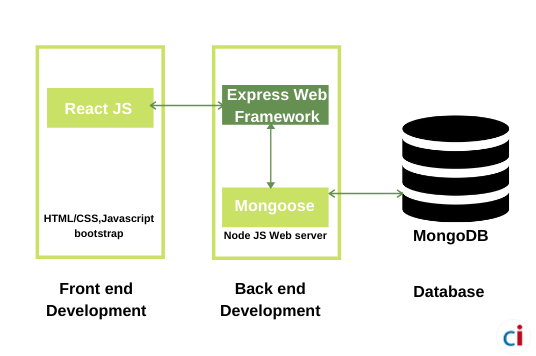 React JS
HTML/CSS,Javascript
bootstrap
Front end
Development
Express Web
Framework
Mongoose
Node JS Web server
Back end
Development
MongoDB
Database
ci